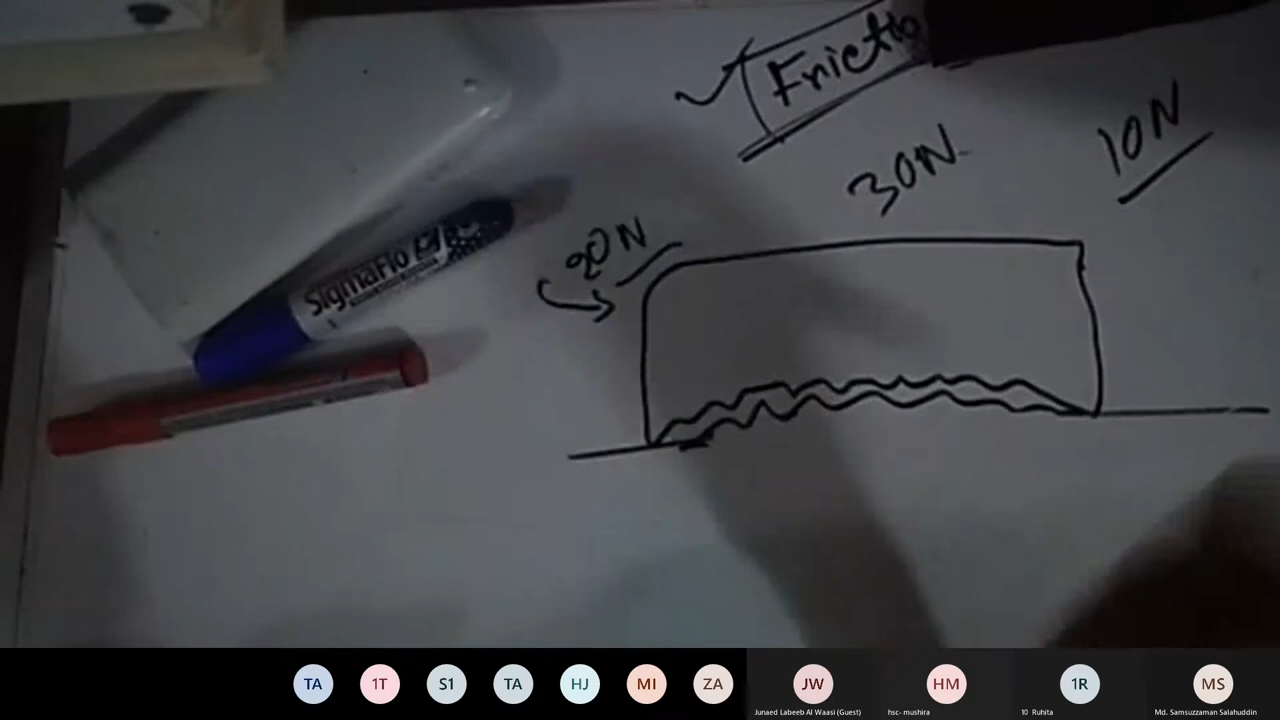 Frictio
10N
30N
20N
SigmaFlo
TA
1T
S1
TA
HJ
MI
ZA
JW
HM
1R
MS
Junaed Labeeb Al Waasi (Guest)
hsc- mushira
10 Ruhita
Md. Samsuzzaman Salahuddin